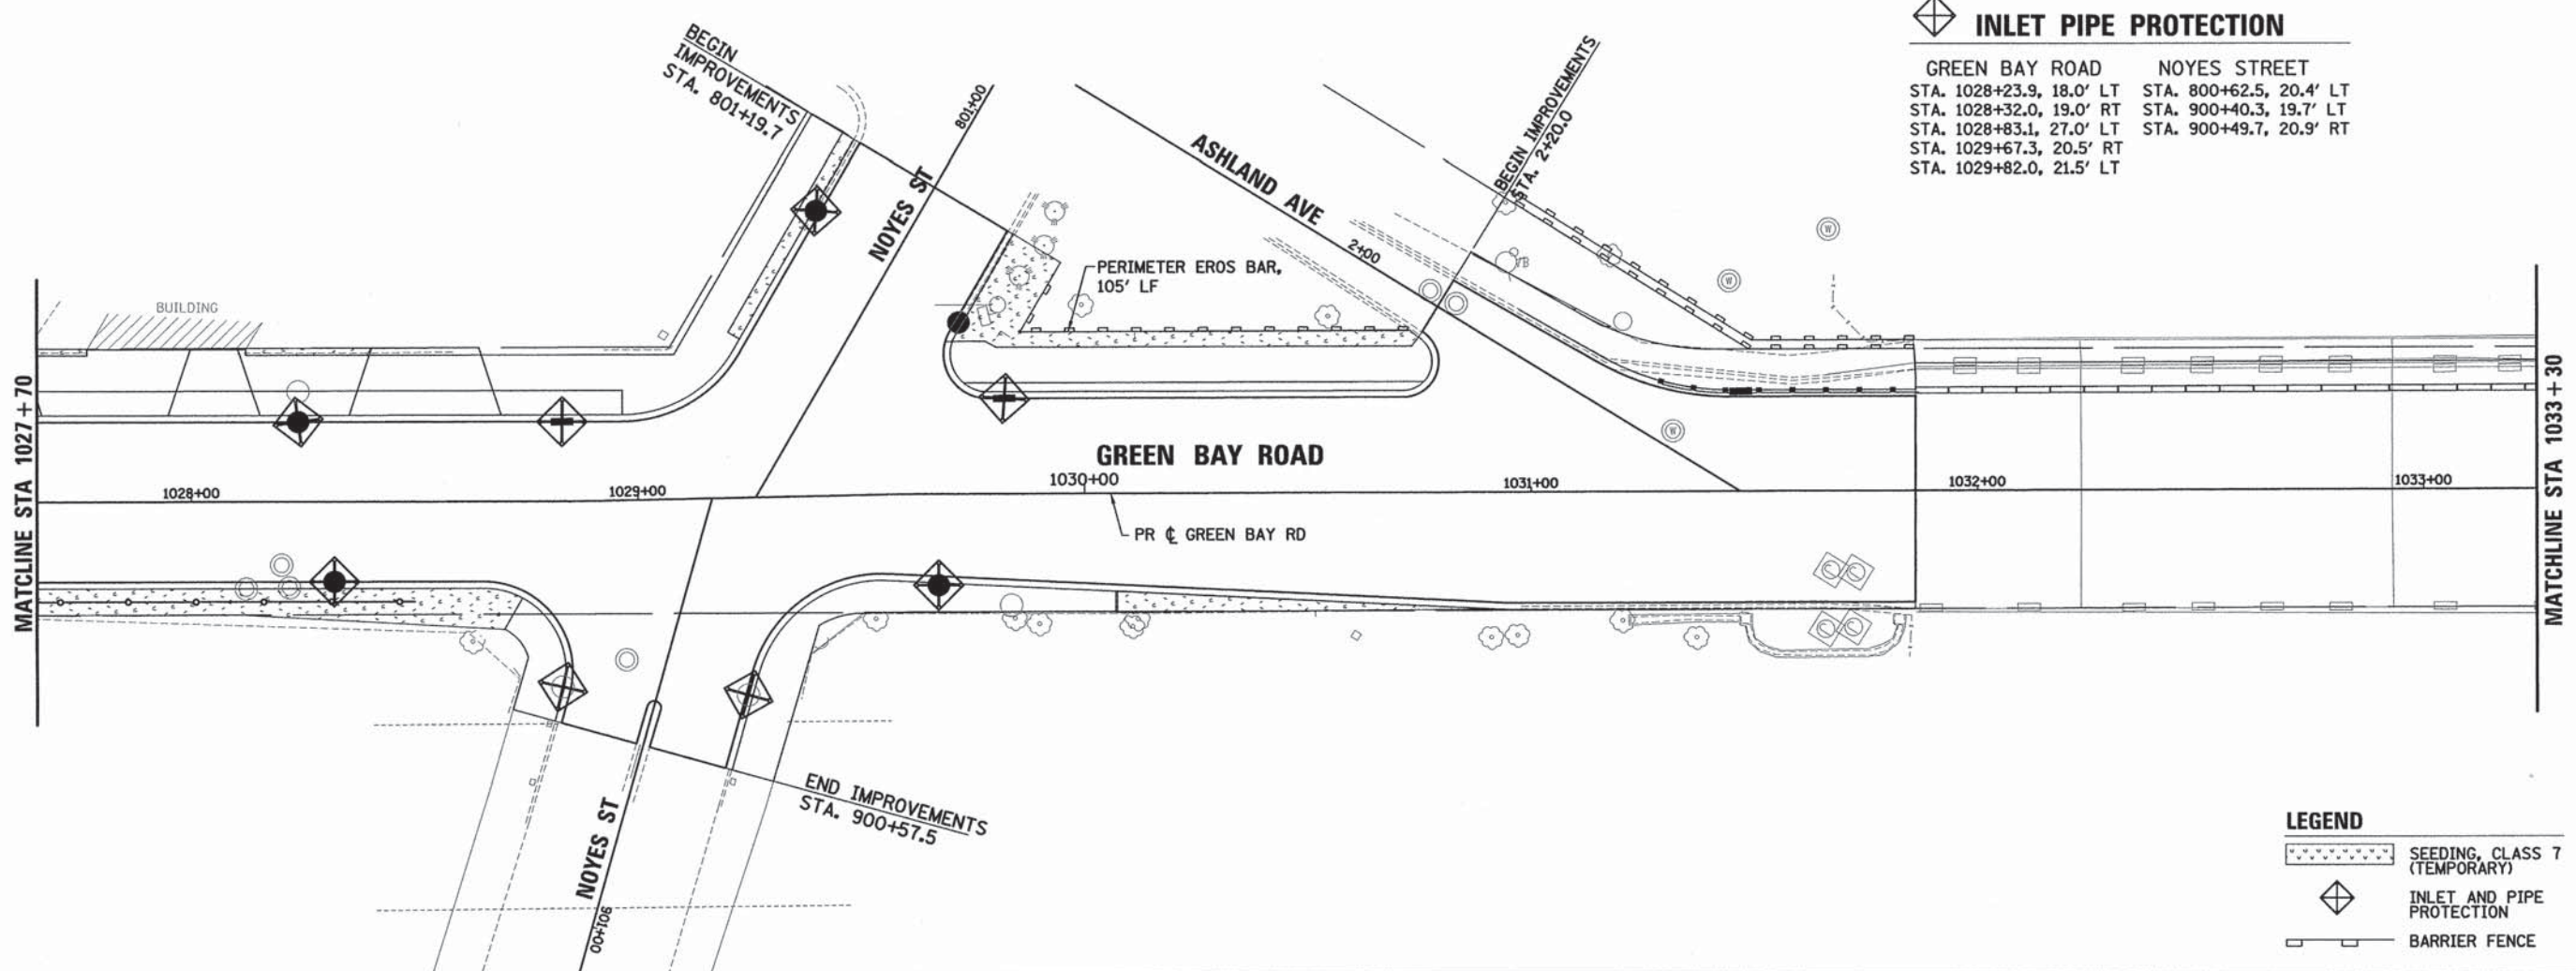 INLET PIPE PROTECTION
GREEN BAY ROAD NOYES STREET
STA. 1028+23.9, 18.0' LT STA. 800+62.5, 20.4' LT
STA. 1028+32.0, 19.0' RT STA. 900+40.3, 19.7' LT
STA. 1028+83.1, 27.0' LT STA. 900+49.7, 20.9' RT
STA. 1029+67.3, 20.5' RT
STA. 1029+82.0, 21.5' LT
BEGIN
IMPROVEMENTS
STA. 801+19.7
801+00
NOYES ST
ASHLAND AVE
2+00
BEGIN IMPROVEMENTS
STA. 2+20.0
W
W
VB
PERIMETER EROS BAR,
105' LF
BUILDING
MATCLINE STA 1027+70
MATCHLINE STA 1033+30
W
GREEN BAY ROAD
1028+00
1029+00
1030+00
1031+00
1032+00
1033+00
PR ℄ GREEN BAY RD
END IMPROVEMENTS
STA. 900+57.5
NOYES ST
901+00
LEGEND
SEEDING, CLASS 7
(TEMPORARY)
INLET AND PIPE
PROTECTION
BARRIER FENCE